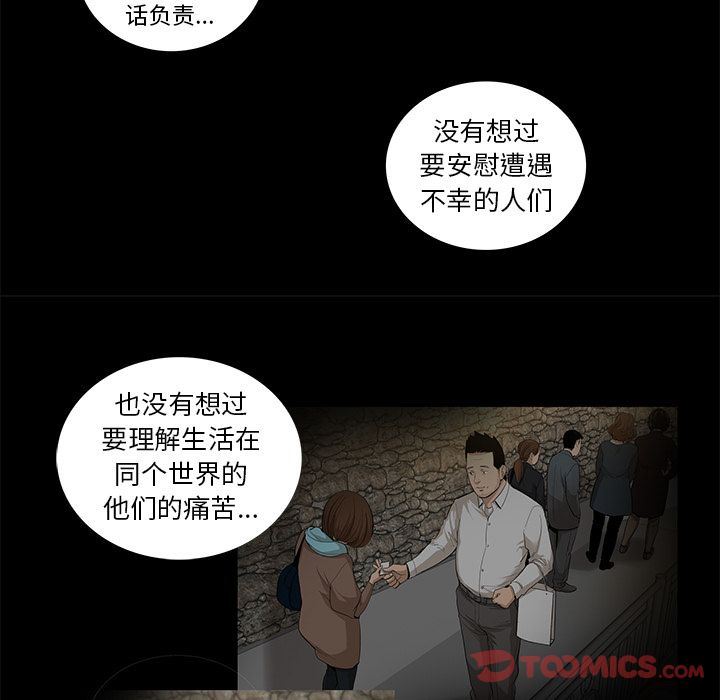 话负责...
没有想过
要安慰遭遇
不幸的人们
也没有想过
要理解生活在
同个世界的
他们的痛苦...
TOOMICS.COM